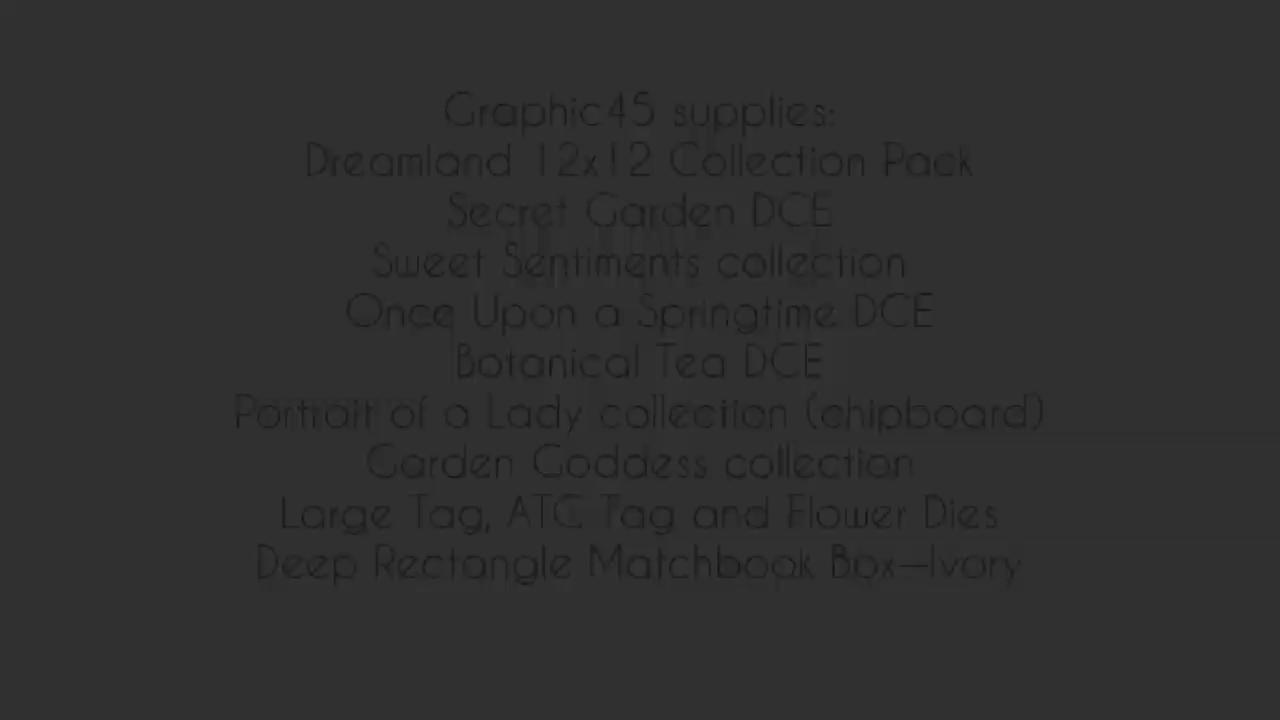 Graphic45 supplies:
Dreamland 12x12 Collection Pack
Secret Garden DCE
Sweet Sentiments collection
Once Upon a Springtime DCE
Botanical Tea DCE
Portrait of a Lady collection (chipboard)
Garden Goddess collection
Large Tag, ATC Tag and Flower Dies
Deep Rectangle Matchbook Box—Ivory